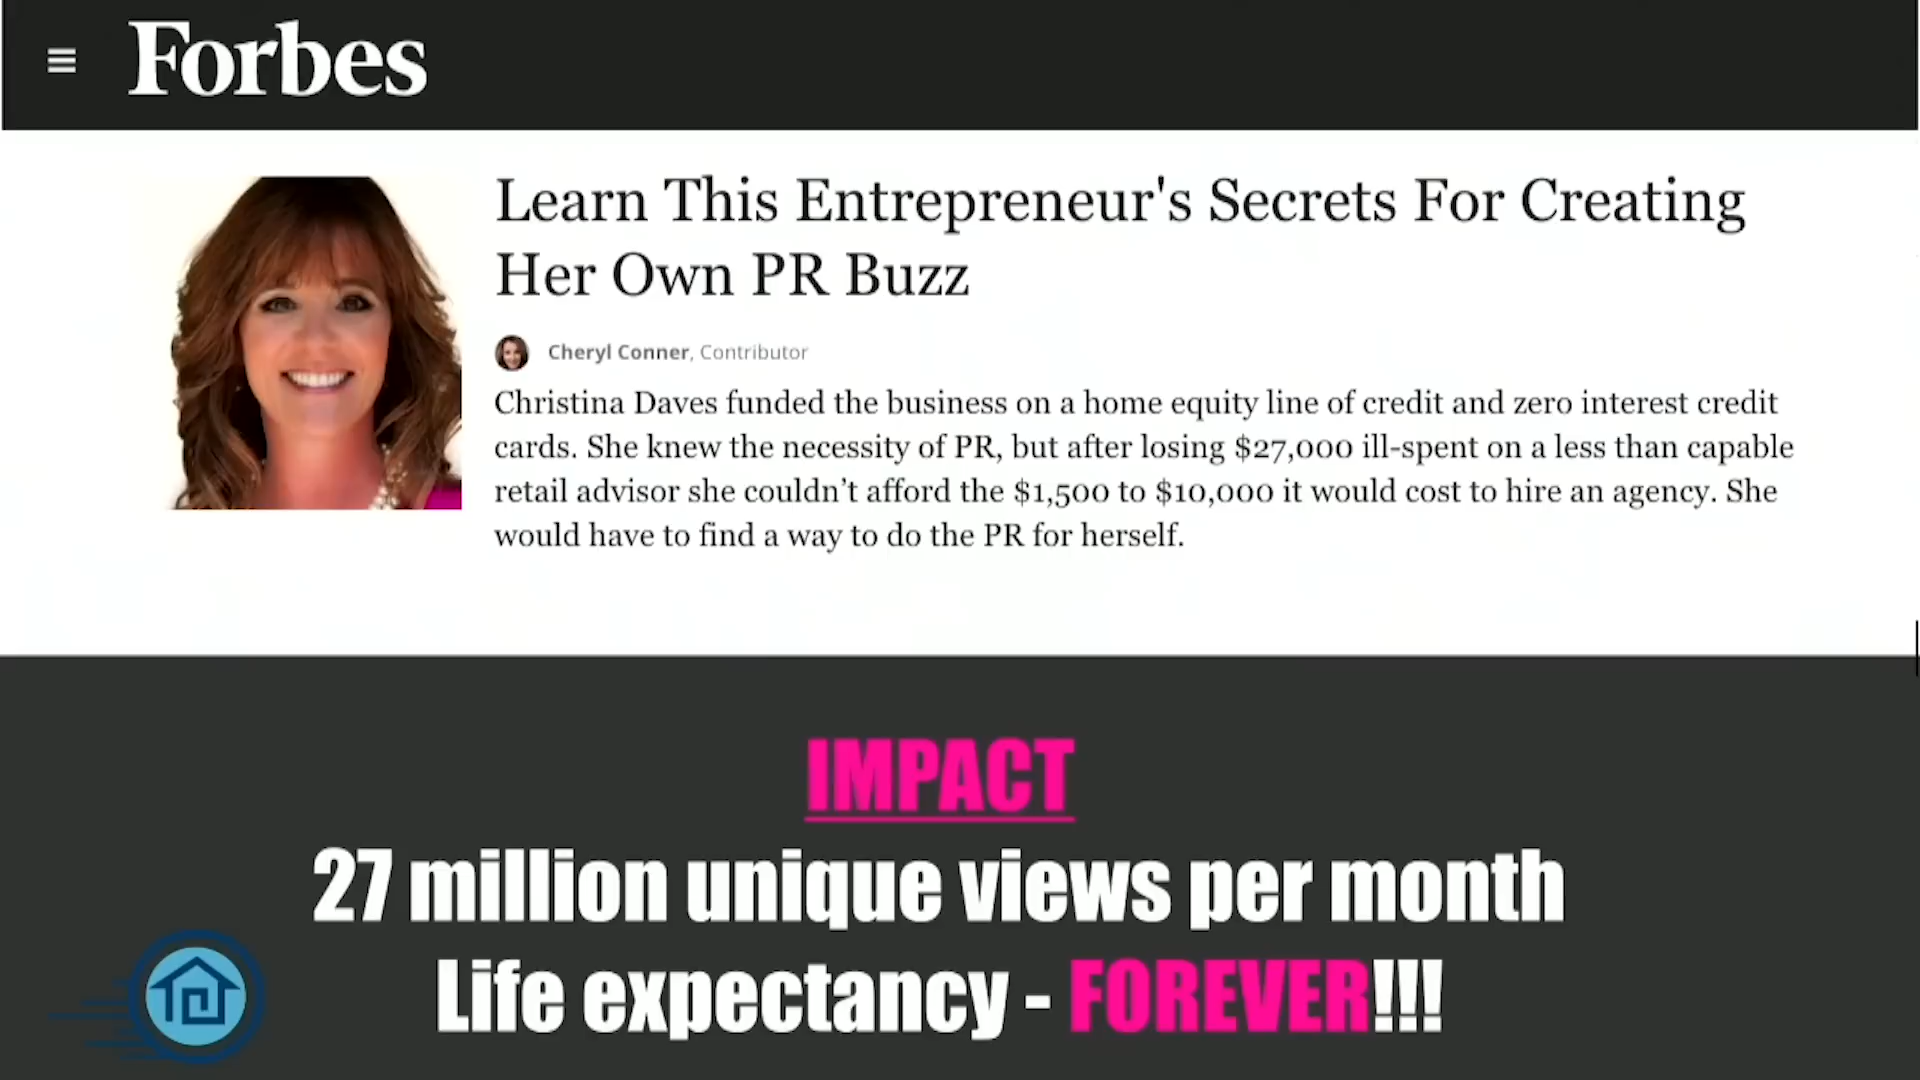 Forbes
Learn This Entrepreneur's Secrets For Creating
Her Own PR Buzz
Cheryl Conner, Contributor
Christina Daves funded the business on a home equity line of credit and zero interest credit
cards. She knew the necessity of PR, but after losing $27,000 ill-spent on a less than capable
retail advisor she couldn’t afford the $1,500 to $10,000 it would cost to hire an agency. She
would have to find a way to do the PR for herself.
IMPACT
27 million unique views per month
Life expectancy - FOREVER!!!